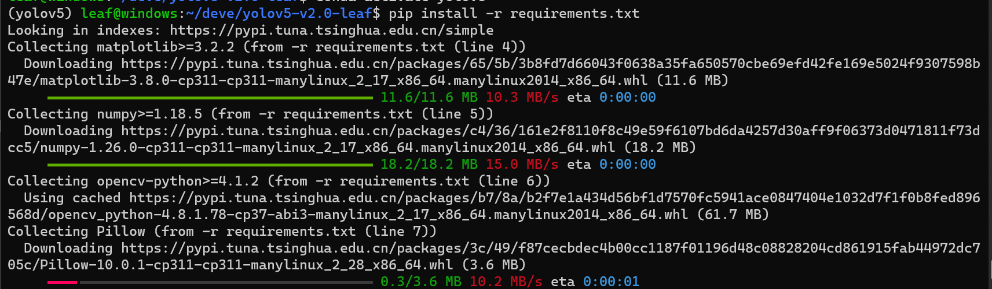 (yolov5) leaf@windows:~/deve/yolov5-v2.0-leaf$ pip install -r requirements.txt
Looking in indexes: https://pypi.tuna.tsinghua.edu.cn/simple
Collecting matplotlib>=3.2.2 (from -r requirements.txt (line 4))
Downloading https://pypi.tuna.tsinghua.edu.cn/packages/65/5b/3b8fd7d66043f0638a35fa650570cbe69efd42fe169e5024f9307598b
47e/matplotlib-3.8.0-cp311-cp311-manylinux_2_17_x86_64.manylinux2014_x86_64.whl (11.6 MB)
11.6/11.6 MB 10.3 MB/s eta 0:00:00
Collecting numpy>=1.18.5 (from -r requirements.txt (line 5))
Downloading https://pypi.tuna.tsinghua.edu.cn/packages/c4/36/161e2f8110f8c49e59f6107bd6da4257d30aff9f06373d0471811f73d
cc5/numpy-1.26.0-cp311-cp311-manylinux_2_17_x86_64.manylinux2014_x86_64.whl (18.2 MB)
18.2/18.2 MB 15.0 MB/s eta 0:00:00
Collecting opencv-python>=4.1.2 (from -r requirements.txt (line 6))
Using cached https://pypi.tuna.tsinghua.edu.cn/packages/b7/8a/b2f7e1a434d56bf1d7570fc5941ace0847404e1032d7f1f0b8fed896
568d/opencv_python-4.8.1.78-cp37-abi3-manylinux_2_17_x86_64.manylinux2014_x86_64.whl (61.7 MB)
Collecting Pillow (from -r requirements.txt (line 7))
Downloading https://pypi.tuna.tsinghua.edu.cn/packages/3c/49/f87cecbdec4b00cc1187f01196d48c08828204cd861915fab44972dc7
05c/Pillow-10.0.1-cp311-cp311-manylinux_2_28_x86_64.whl (3.6 MB)
0.3/3.6 MB 10.2 MB/s eta 0:00:01